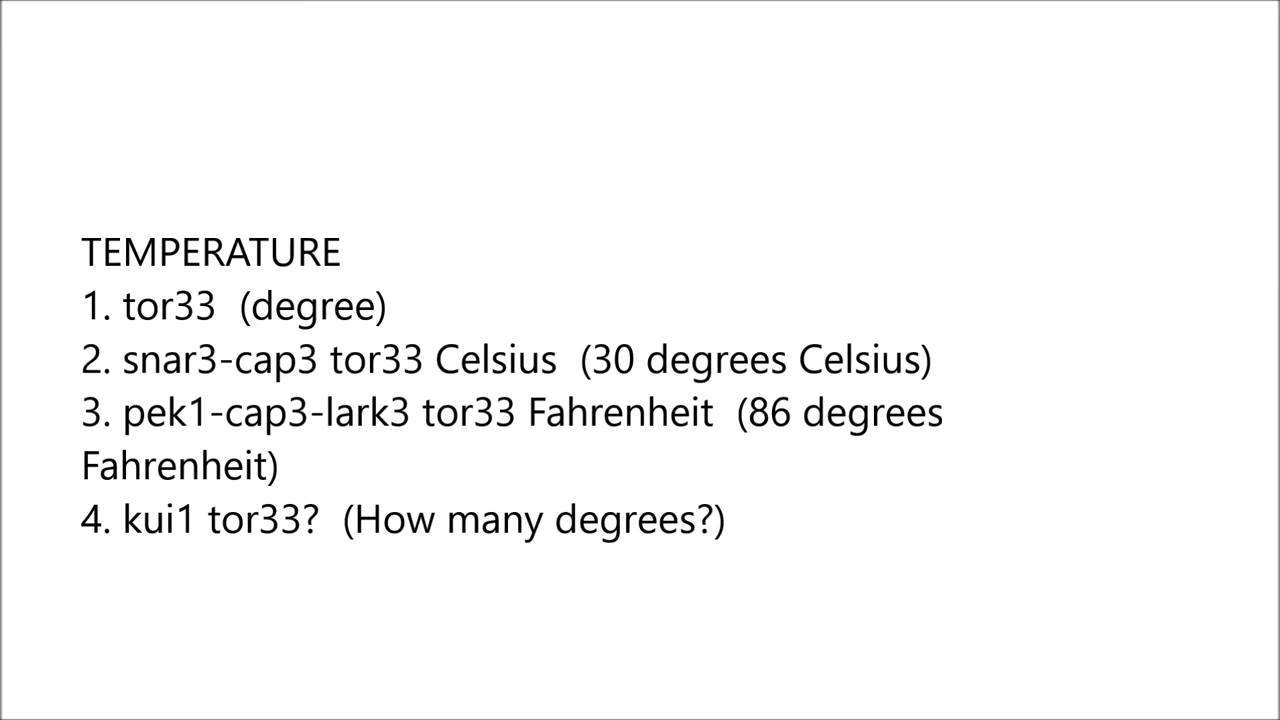 TEMPERATURE
1. tor33  (degree)
2. snar3-cap3 tor33 Celsius  (30 degrees Celsius)
3. pek1-cap3-lark3 tor33 Fahrenheit  (86 degrees
Fahrenheit)
4. kui1 tor33?  (How many degrees?)